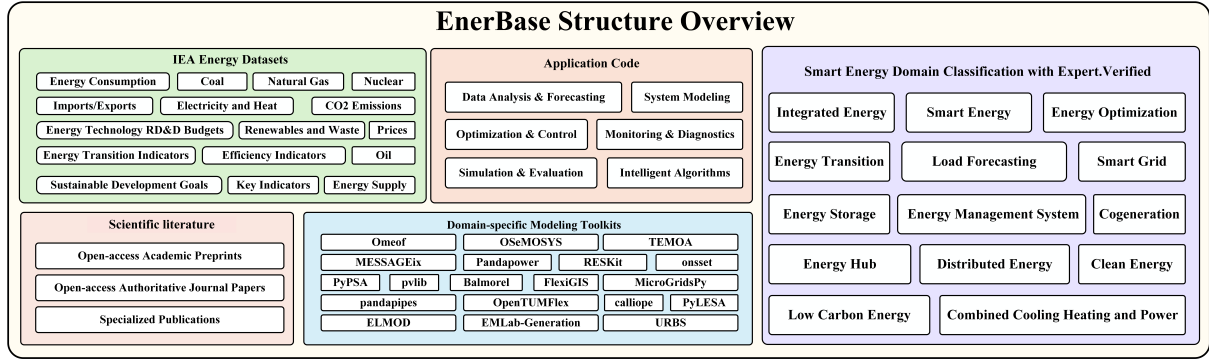 EnerBase Structure Overview
IEA Energy Datasets
Energy Consumption Coal Natural Gas Nuclear
Imports/Exports Electricity and Heat CO2 Emissions
Energy Technology RD&D Budgets Renewables and Waste Prices
Energy Transition Indicators Efficiency Indicators Oil
Sustainable Development Goals Key Indicators Energy Supply
Application Code
Data Analysis & Forecasting System Modeling
Optimization & Control Monitoring & Diagnostics
Simulation & Evaluation Intelligent Algorithms
Smart Energy Domain Classification with Expert.Verified
Integrated Energy Smart Energy Energy Optimization
Energy Transition Load Forecasting Smart Grid
Energy Storage Energy Management System Cogeneration
Energy Hub Distributed Energy Clean Energy
Low Carbon Energy Combined Cooling Heating and Power
Scientific literature
Open-access Academic Preprints
Open-access Authoritative Journal Papers
Specialized Publications
Domain-specific Modeling Toolkits
Omeof OSeMOSYS TEMOA
MESSAGEix Pandapower RESKit onsset
PyPSA pvlib Balmorel FlexiGIS MicroGridsPy
pandapipes OpenTUMFlex calliope PyLESA
ELMOD EMLab-Generation URBS